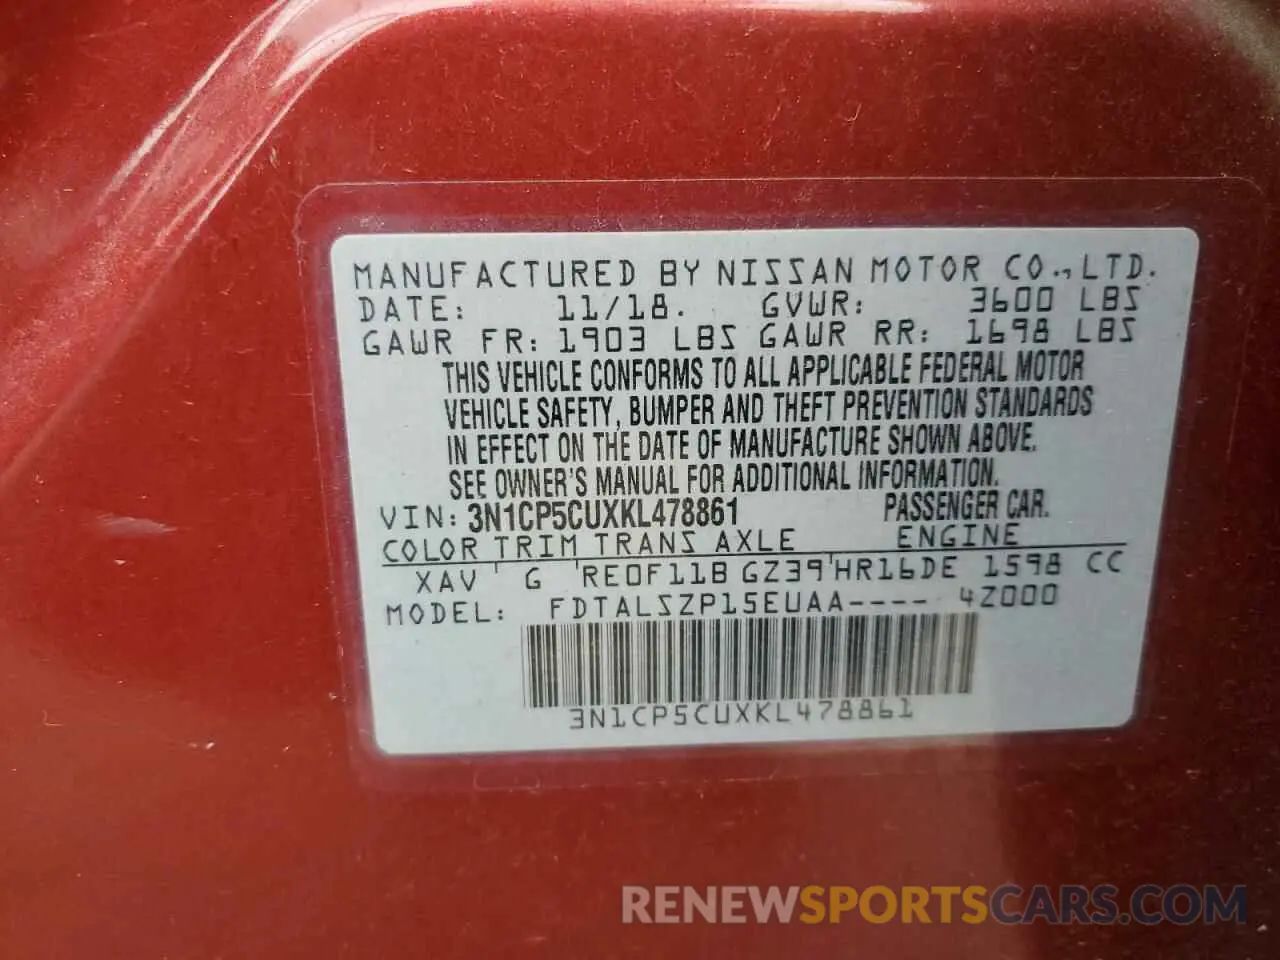 MANUFACTURED BY NISSAN MOTOR CO., LTD.
DATE: 11/18. GVWR: 3600 LBS
GAWR FR: 1903 LBS GAWR RR: 1698 LBS
THIS VEHICLE CONFORMS TO ALL APPLICABLE FEDERAL MOTOR
VEHICLE SAFETY, BUMPER AND THEFT PREVENTION STANDARDS
IN EFFECT ON THE DATE OF MANUFACTURE SHOWN ABOVE.
SEE OWNER'S MANUAL FOR ADDITIONAL INFORMATION.
VIN: 3N1CP5CUXKL478861 PASSENGER CAR.
COLOR TRIM TRANS AXLE ENGINE
XAV ' G 'RE0F11B GZ39'HR16DE 1598 CC
MODEL: FDTALSZP15EUAA---- 4Z000
3N1CP5CUXKL478861
RENEWSPORTSCARS.COM